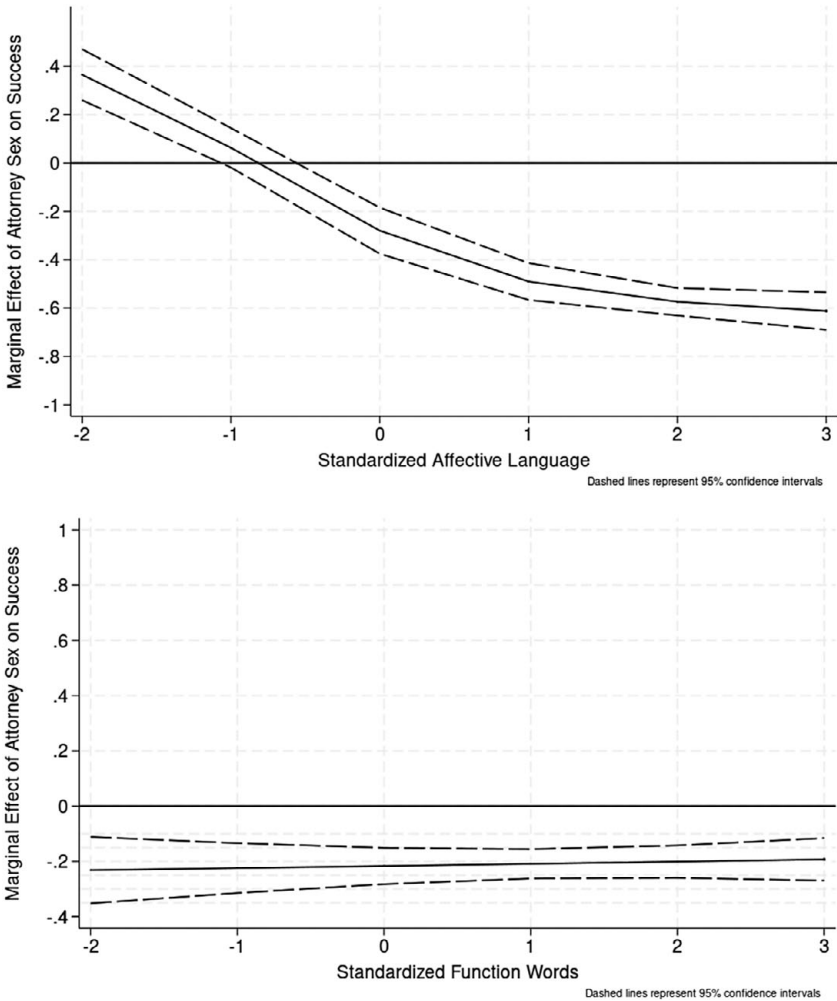 Marginal Effect of Attorney Sex on Success
.4
.2
0
-.2
-.4
-.6
-.8
-1
-2 -1 0 1 2 3
Standardized Affective Language
Dashed lines represent 95% confidence intervals
Marginal Effect of Attorney Sex on Success
1
.8
.6
.4
.2
0
-.2
-.4
-2 -1 0 1 2 3
Standardized Function Words
Dashed lines represent 95% confidence intervals